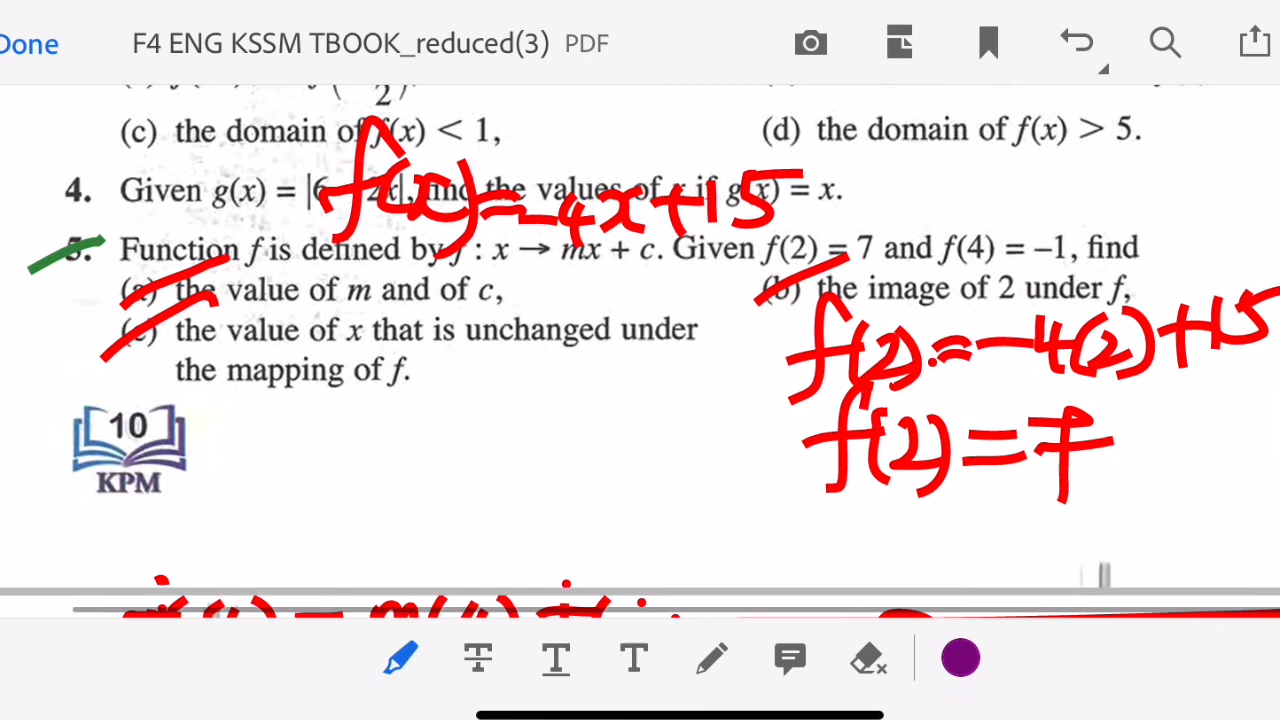 Done F4 ENG KSSM TBOOK_reduced(3) PDF
2
(c) the domain of f(x) < 1,
(d) the domain of f(x) > 5.
f(x)=-4x+15
4. Given g(x) = |6 – 2x|, find the values of x if g(x) = x.
5. Function f is defined by f : x → mx + c. Given f(2) = 7 and f(4) = –1, find
(a) the value of m and of c,
(b) the image of 2 under f,
(c) the value of x that is unchanged under
the mapping of f.
f(2)=-4(2)+15
f(2)=7
10
KPM
T T T